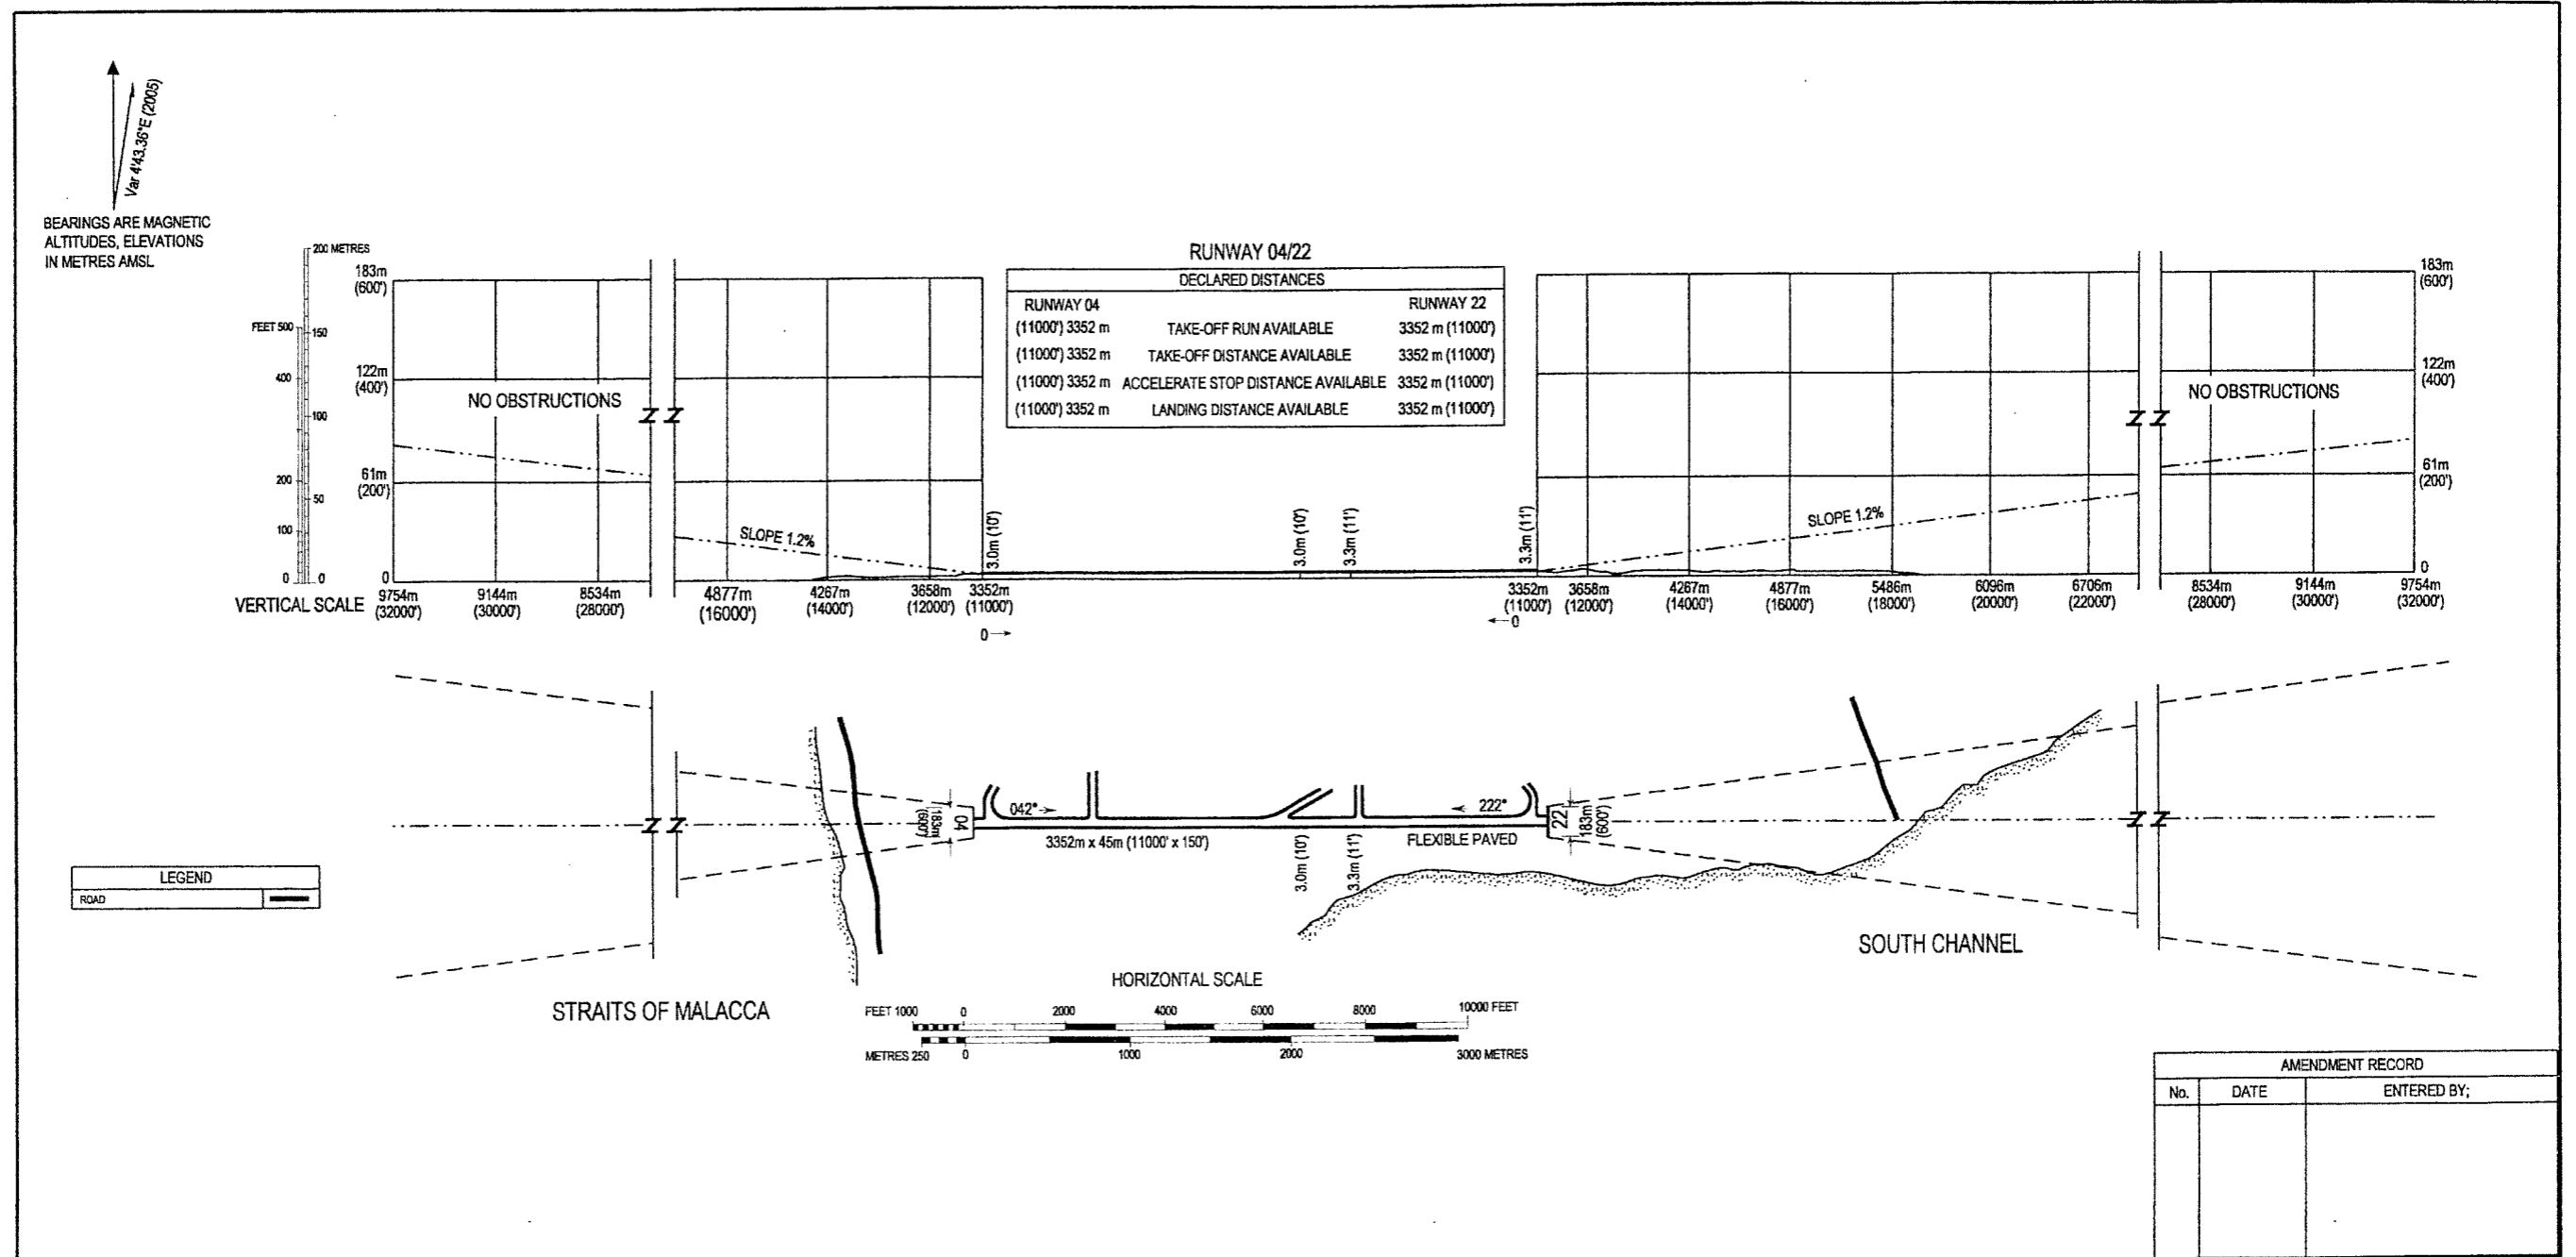 Var 4'43.36"E (2005)
BEARINGS ARE MAGNETIC
ALTITUDES, ELEVATIONS
IN METRES AMSL
200 METRES
FEET 500
150
400
100
200
50
100
0
0
VERTICAL SCALE
183m
(600')
122m
(400')
61m
(200')
0
NO OBSTRUCTIONS
Z Z
SLOPE 1.2%
9754m
(32000')
9144m
(30000')
8534m
(28000')
4877m
(16000')
4267m
(14000')
3658m
(12000')
3352m
(11000')
0
RUNWAY 04/22
DECLARED DISTANCES
RUNWAY 04 RUNWAY 22
(11000') 3352 m TAKE-OFF RUN AVAILABLE 3352 m (11000')
(11000') 3352 m TAKE-OFF DISTANCE AVAILABLE 3352 m (11000')
(11000') 3352 m ACCELERATE STOP DISTANCE AVAILABLE 3352 m (11000')
(11000') 3352 m LANDING DISTANCE AVAILABLE 3352 m (11000')
3.0m (10')
3.0m (10')
3.3m (11')
3.3m (11')
Z Z
SLOPE 1.2%
NO OBSTRUCTIONS
183m
(600')
122m
(400')
61m
(200')
0
3352m
(11000')
3658m
(12000')
4267m
(14000')
4877m
(16000')
5486m
(18000')
6096m
(20000')
6706m
(22000')
8534m
(28000')
9144m
(30000')
9754m
(32000')
0
Z Z
183m
(600')
04
042°
222°
22
183m
(600')
Z Z
3352m x 45m (11000' x 150')
3.0m (10')
3.3m (11')
FLEXIBLE PAVED
LEGEND
ROAD
STRAITS OF MALACCA
SOUTH CHANNEL
HORIZONTAL SCALE
FEET 1000 0 2000 4000 6000 8000 10000 FEET
METRES 250 0 1000 2000 3000 METRES
AMENDMENT RECORD
No. DATE ENTERED BY;